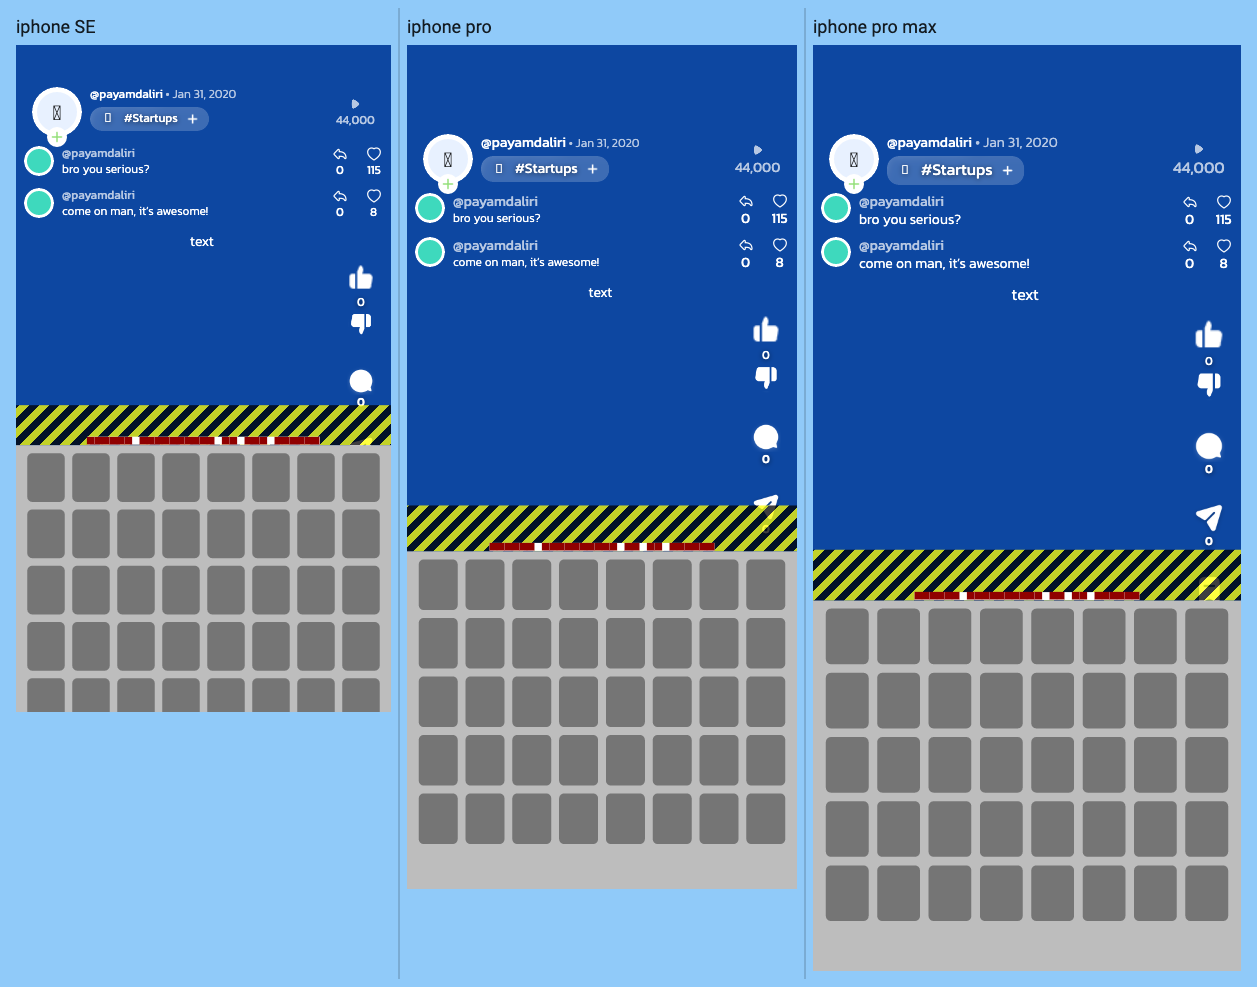 iphone SE
@payamdaliri • Jan 31, 2020
#Startups +
44,000
@payamdaliri
bro you serious?
0 115
@payamdaliri
come on man, it's awesome!
0 8
text
0
0
iphone pro
@payamdaliri • Jan 31, 2020
#Startups +
44,000
@payamdaliri
bro you serious?
0 115
@payamdaliri
come on man, it's awesome!
0 8
text
0
0
iphone pro max
@payamdaliri • Jan 31, 2020
#Startups +
44,000
@payamdaliri
bro you serious?
0 115
@payamdaliri
come on man, it's awesome!
0 8
text
0
0
0